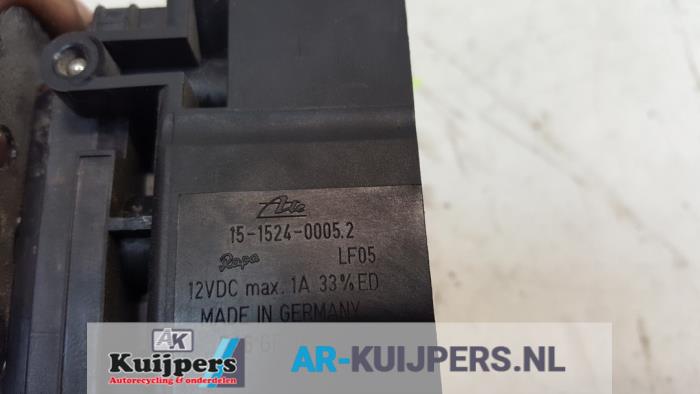 Ate
15-1524-0005.2
Rapa LF05
12VDC max. 1A 33%ED
MADE IN GERMANY
AK
Kuijpers
Autorecycling & onderdelen
AR-KUIJPERS.NL